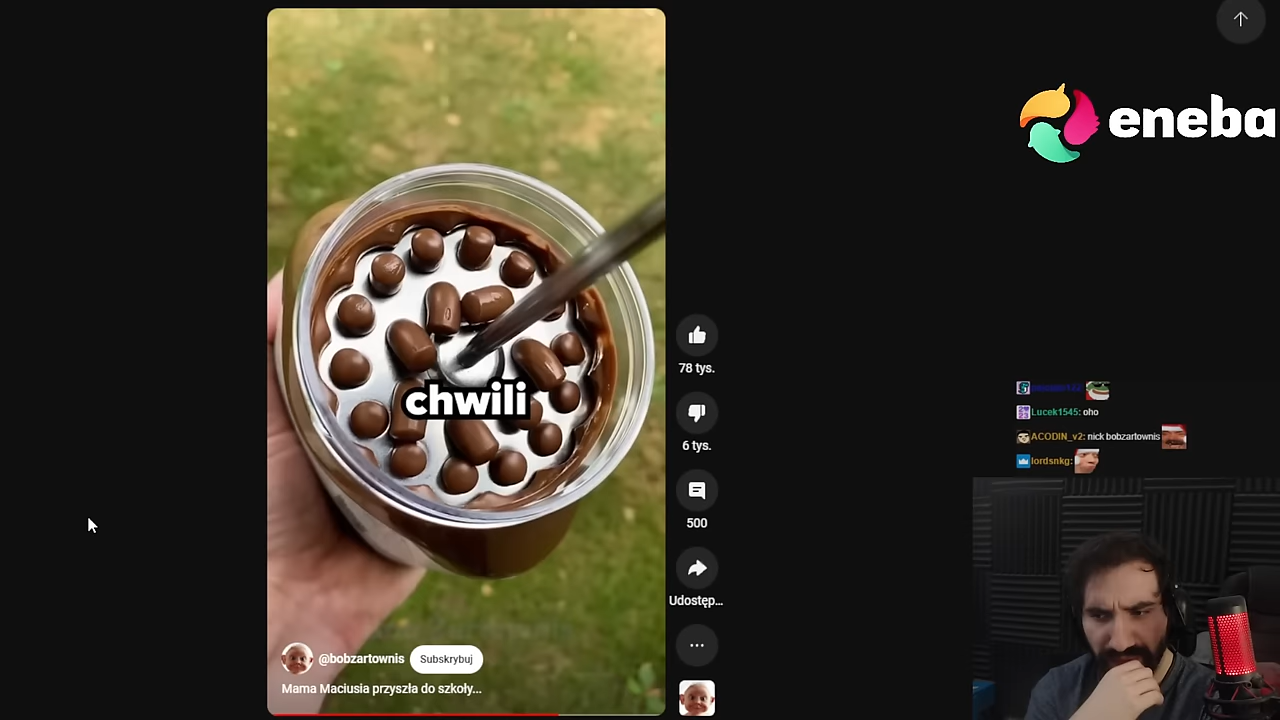 eneba
chwili
78 tys.
6 tys.
500
Udostęp...
Lucek1545: oho
ACODIN_v2: nick bobzartownis
lordsnkg:
@bobzartownis
Subskrybuj
Mama Maciusia przyszła do szkoły...